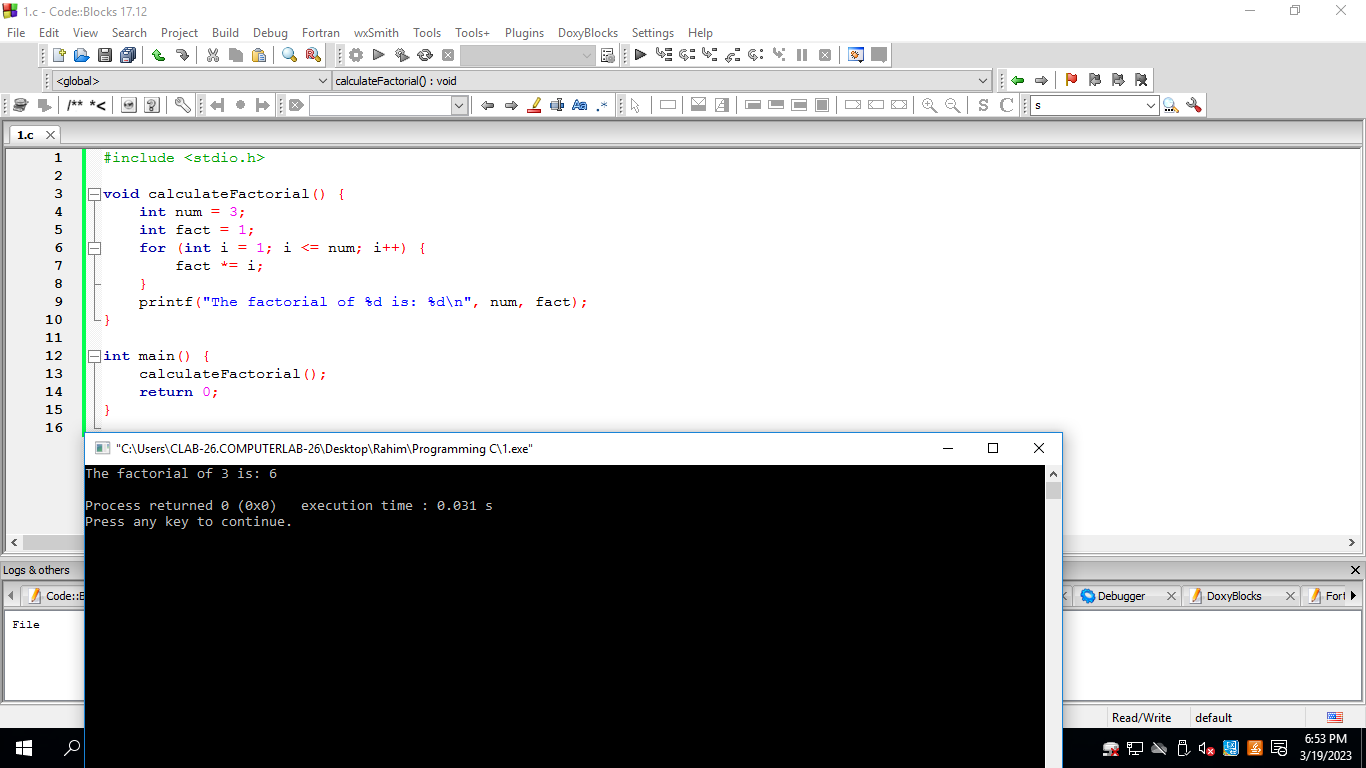 1.c - Code::Blocks 17.12
File Edit View Search Project Build Debug Fortran wxSmith Tools Tools+ Plugins DoxyBlocks Settings Help
<global> calculateFactorial() : void
/** *<
Aa .*
S C s
1.c
1 #include <stdio.h>
2
3 void calculateFactorial() {
4     int num = 3;
5     int fact = 1;
6     for (int i = 1; i <= num; i++) {
7         fact *= i;
8     }
9     printf("The factorial of %d is: %d\n", num, fact);
10 }
11
12 int main() {
13     calculateFactorial();
14     return 0;
15 }
16
"C:\Users\CLAB-26.COMPUTERLAB-26\Desktop\Rahim\Programming C\1.exe"
The factorial of 3 is: 6
Process returned 0 (0x0)   execution time : 0.031 s
Press any key to continue.
Logs & others
Code::B Debugger DoxyBlocks Fort
File
Read/Write default
6:53 PM
3/19/2023